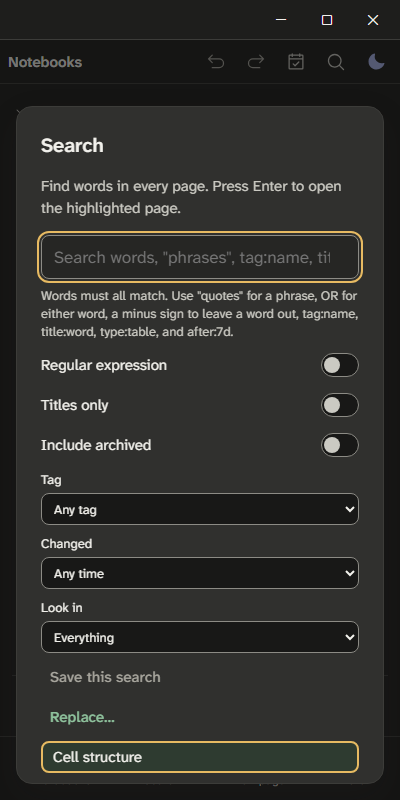 Notebooks
Search
Find words in every page. Press Enter to open
the highlighted page.
Search words, "phrases", tag:name, tit
Words must all match. Use "quotes" for a phrase, OR for
either word, a minus sign to leave a word out, tag:name,
title:word, type:table, and after:7d.
Regular expression
Titles only
Include archived
Tag
Any tag
Changed
Any time
Look in
Everything
Save this search
Replace...
Cell structure